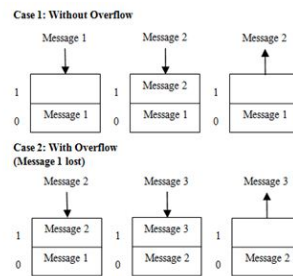 Case 1: Without Overflow
Message 1 Message 2 Message 2
1 1 Message 2 1
0 Message 1 0 Message 1 0 Message 1
Case 2: With Overflow
(Message 1 lost)
Message 2 Message 3 Message 3
1 Message 2 1 Message 3 1
0 Message 1 0 Message 2 0 Message 2